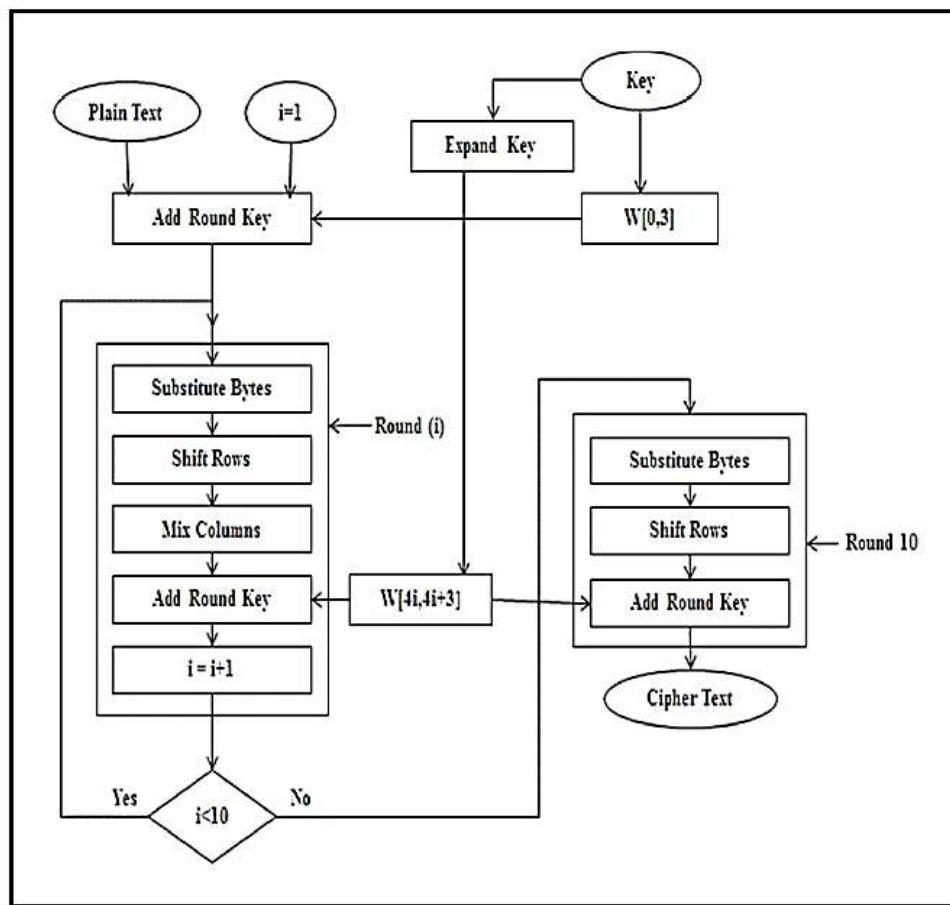 Key
Plain Text
i=1
Expand Key
Add Round Key
W[0,3]
Substitute Bytes
Round (i)
Shift Rows
Mix Columns
Add Round Key
W[4i,4i+3]
i = i+1
Yes
i<10
No
Substitute Bytes
Shift Rows
Round 10
Add Round Key
Cipher Text